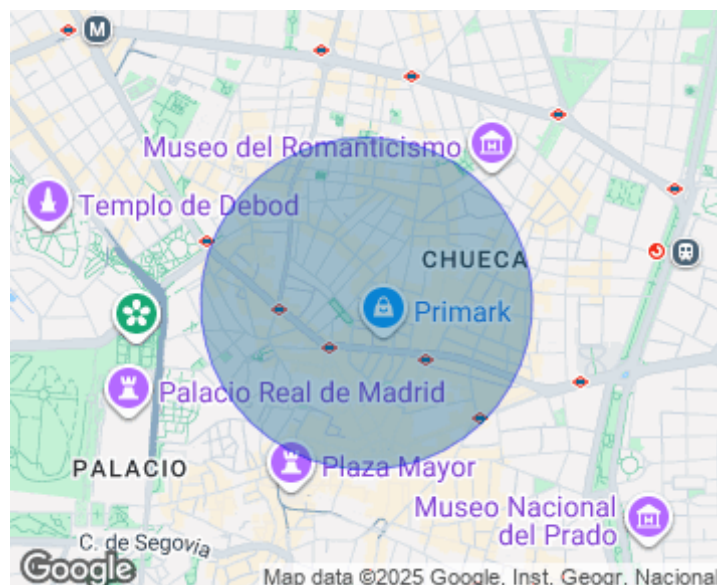 M
Museo del Romanticismo
Templo de Debod
CHUECA
Primark
Palacio Real de Madrid
PALACIO
Plaza Mayor
Museo Nacional
del Prado
C. de Segovia
Google
Map data ©2025 Google, Inst. Geogr. Nacional